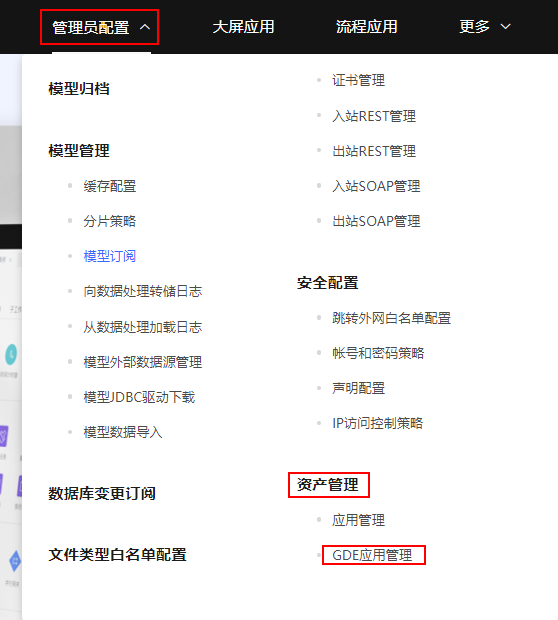 管理员配置
大屏应用
流程应用
更多
模型归档
模型管理
缓存配置
分片策略
模型订阅
向数据处理转储日志
从数据处理加载日志
模型外部数据源管理
模型JDBC驱动下载
模型数据导入
数据库变更订阅
文件类型白名单配置
证书管理
入站REST管理
出站REST管理
入站SOAP管理
出站SOAP管理
安全配置
跳转外网白名单配置
帐号和密码策略
声明配置
IP访问控制策略
资产管理
应用管理
GDE应用管理